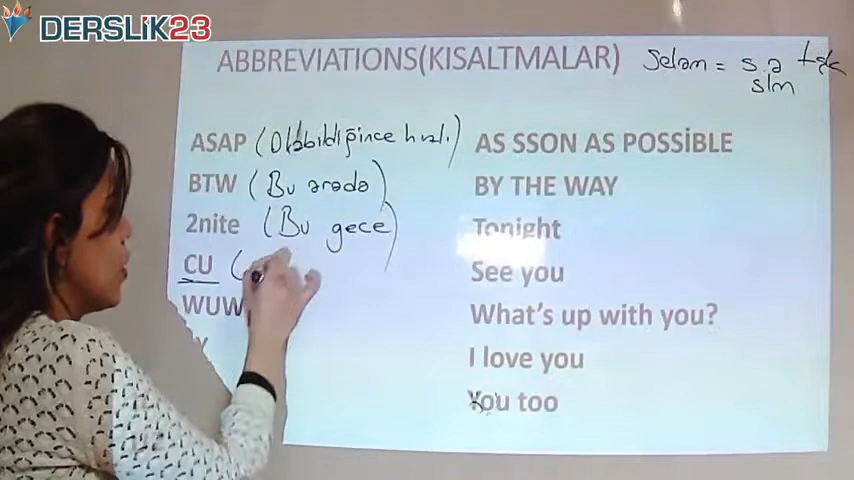 DERSLİK23
ABBREVIATIONS(KISALTMALAR) Selam = s.a
slm
ASAP (Olabildiğince hızlı) AS SSON AS POSSİBLE
BTW (Bu arada) BY THE WAY
2nite (Bu gece) Tonight
CU ( See you
WUW What's up with you?
I love you
You too